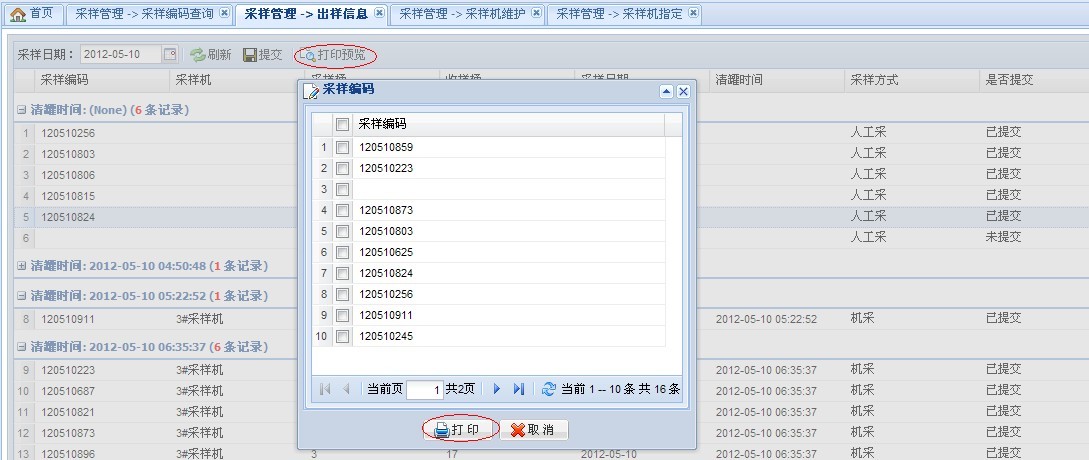 首页 采样管理 -> 采样编码查询 采样管理 -> 出样信息 采样管理 -> 采样机维护 采样管理 -> 采样机指定
采样日期: 2012-05-10 刷新 提交 打印预览
采样编码 采样机 采样桶 收样桶 采样日期 清罐时间 采样方式 是否提交
清罐时间: (None) (6 条记录)
1 120510256 人工采 已提交
2 120510803 人工采 已提交
3 120510806 人工采 已提交
4 120510815 人工采 已提交
5 120510824 人工采 已提交
6 人工采 未提交
清罐时间: 2012-05-10 04:50:48 (1 条记录)
清罐时间: 2012-05-10 05:22:52 (1 条记录)
8 120510911 3#采样机 2012-05-10 05:22:52 机采 已提交
清罐时间: 2012-05-10 06:35:37 (6 条记录)
9 120510223 3#采样机 2012-05-10 06:35:37 机采 已提交
10 120510687 3#采样机 2012-05-10 06:35:37 机采 已提交
11 120510821 3#采样机 2012-05-10 06:35:37 机采 已提交
12 120510873 3#采样机 2012-05-10 06:35:37 机采 已提交
13 120510896 3#采样机 3 17 2012-05-10 2012-05-10 06:35:37 机采 已提交
采样编码
采样编码
1 120510859
2 120510223
3
4 120510873
5 120510803
6 120510625
7 120510824
8 120510256
9 120510911
10 120510245
当前页 1 共2页 当前 1 -- 10 条 共 16 条
打 印 取 消